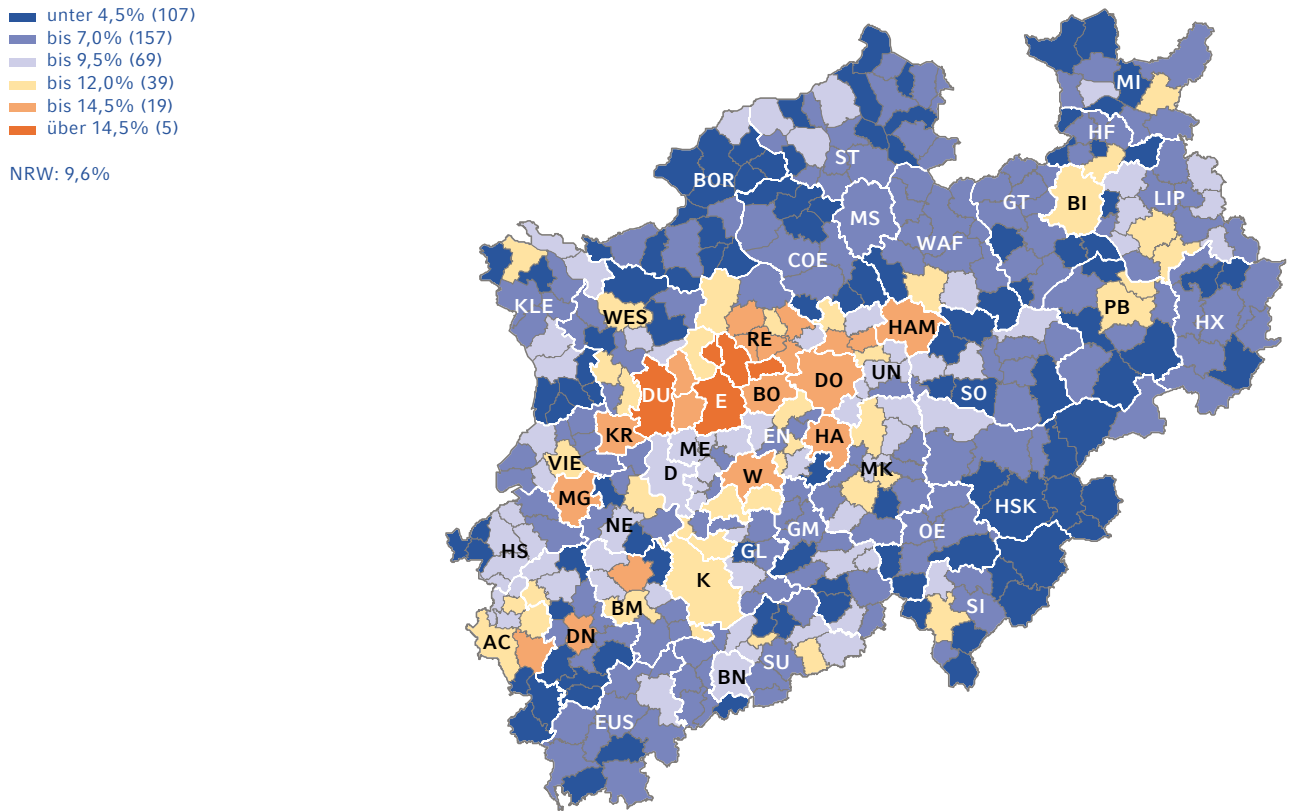 unter 4,5% (107)
bis 7,0% (157)
bis 9,5% (69)
bis 12,0% (39)
bis 14,5% (19)
über 14,5% (5)
NRW: 9,6%
MI
HF
ST
BOR
LIP
GT
BI
MS
WAF
COE
KLE
WES
PB
HX
HAM
RE
UN
DO
SO
DU
E
BO
KR
EN
HA
ME
VIE
D
W
MK
MG
HSK
NE
GM
OE
HS
GL
K
BM
SI
AC
DN
SU
BN
EUS